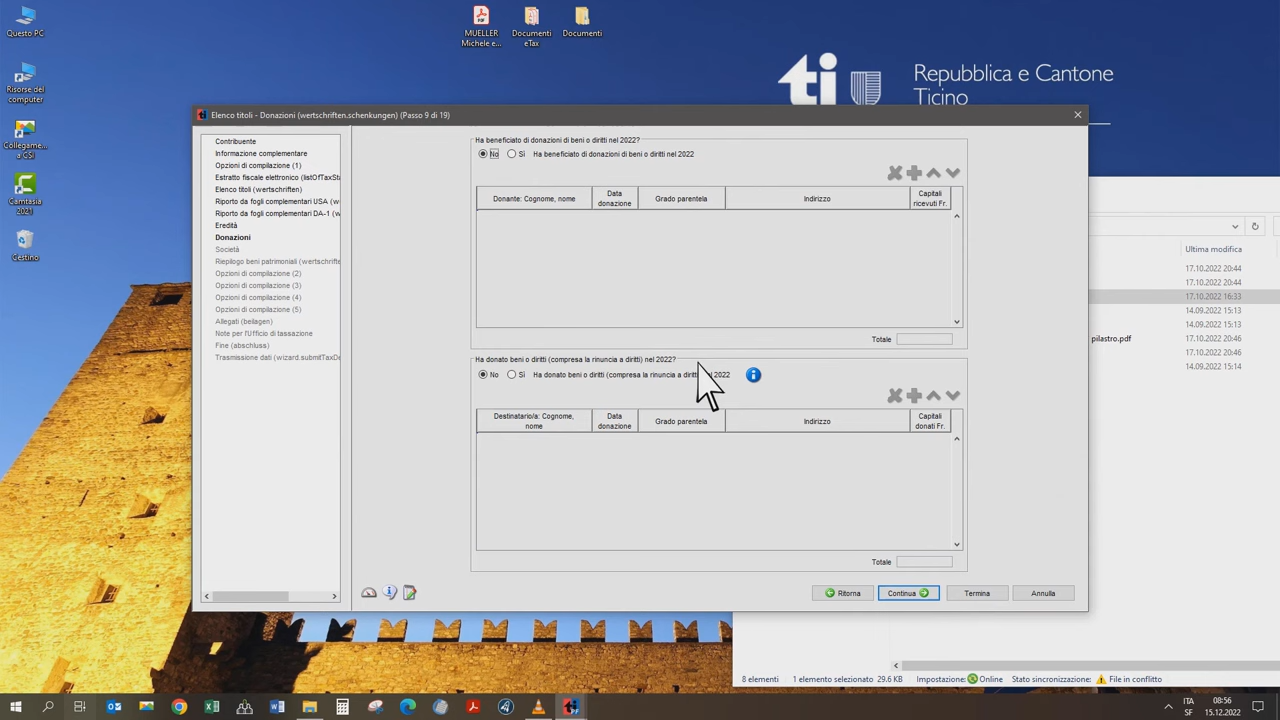 Questo PC
Risorse del
computer
Collegame...
a CSI
Camtasia
2021
Cestino
MUELLER
Michele e...
Documenti
eTax
Documenti
ti
Repubblica e Cantone
Ticino
Elenco titoli - Donazioni (wertschriften.schenkungen) (Passo 9 di 19)
Contribuente
Informazione complementare
Opzioni di compilazione (1)
Estratto fiscale elettronico (listOfTaxSta
Elenco titoli (wertschriften)
Riporto da fogli complementari USA (w
Riporto da fogli complementari DA-1 (w
Eredità
Donazioni
Società
Riepilogo beni patrimoniali (wertschrifte
Opzioni di compilazione (2)
Opzioni di compilazione (3)
Opzioni di compilazione (4)
Opzioni di compilazione (5)
Allegati (beilagen)
Note per l'Ufficio di tassazione
Fine (abschluss)
Trasmissione dati (wizard.submitTaxDe
Ha beneficiato di donazioni di beni o diritti nel 2022?
No Sì Ha beneficiato di donazioni di beni o diritti nel 2022
Donante: Cognome, nome
Data
donazione
Grado parentela
Indirizzo
Capitali
ricevuti Fr.
Totale
Ha donato beni o diritti (compresa la rinuncia a diritti) nel 2022?
No Sì Ha donato beni o diritti (compresa la rinuncia a diritti 2022
Destinatario/a: Cognome,
nome
Data
donazione
Grado parentela
Indirizzo
Capitali
donati Fr.
Totale
Ritorna
Continua
Termina
Annulla
Ultima modifica
17.10.2022 20:44
17.10.2022 20:44
17.10.2022 16:33
14.09.2022 15:13
14.09.2022 15:13
pilastro.pdf 17.10.2022 20:46
17.10.2022 20:46
14.09.2022 15:14
8 elementi 1 elemento selezionato 29.6 KB Impostazione: Online Stato sincronizzazione: File in conflitto
ITA
SF
08:56
15.12.2022